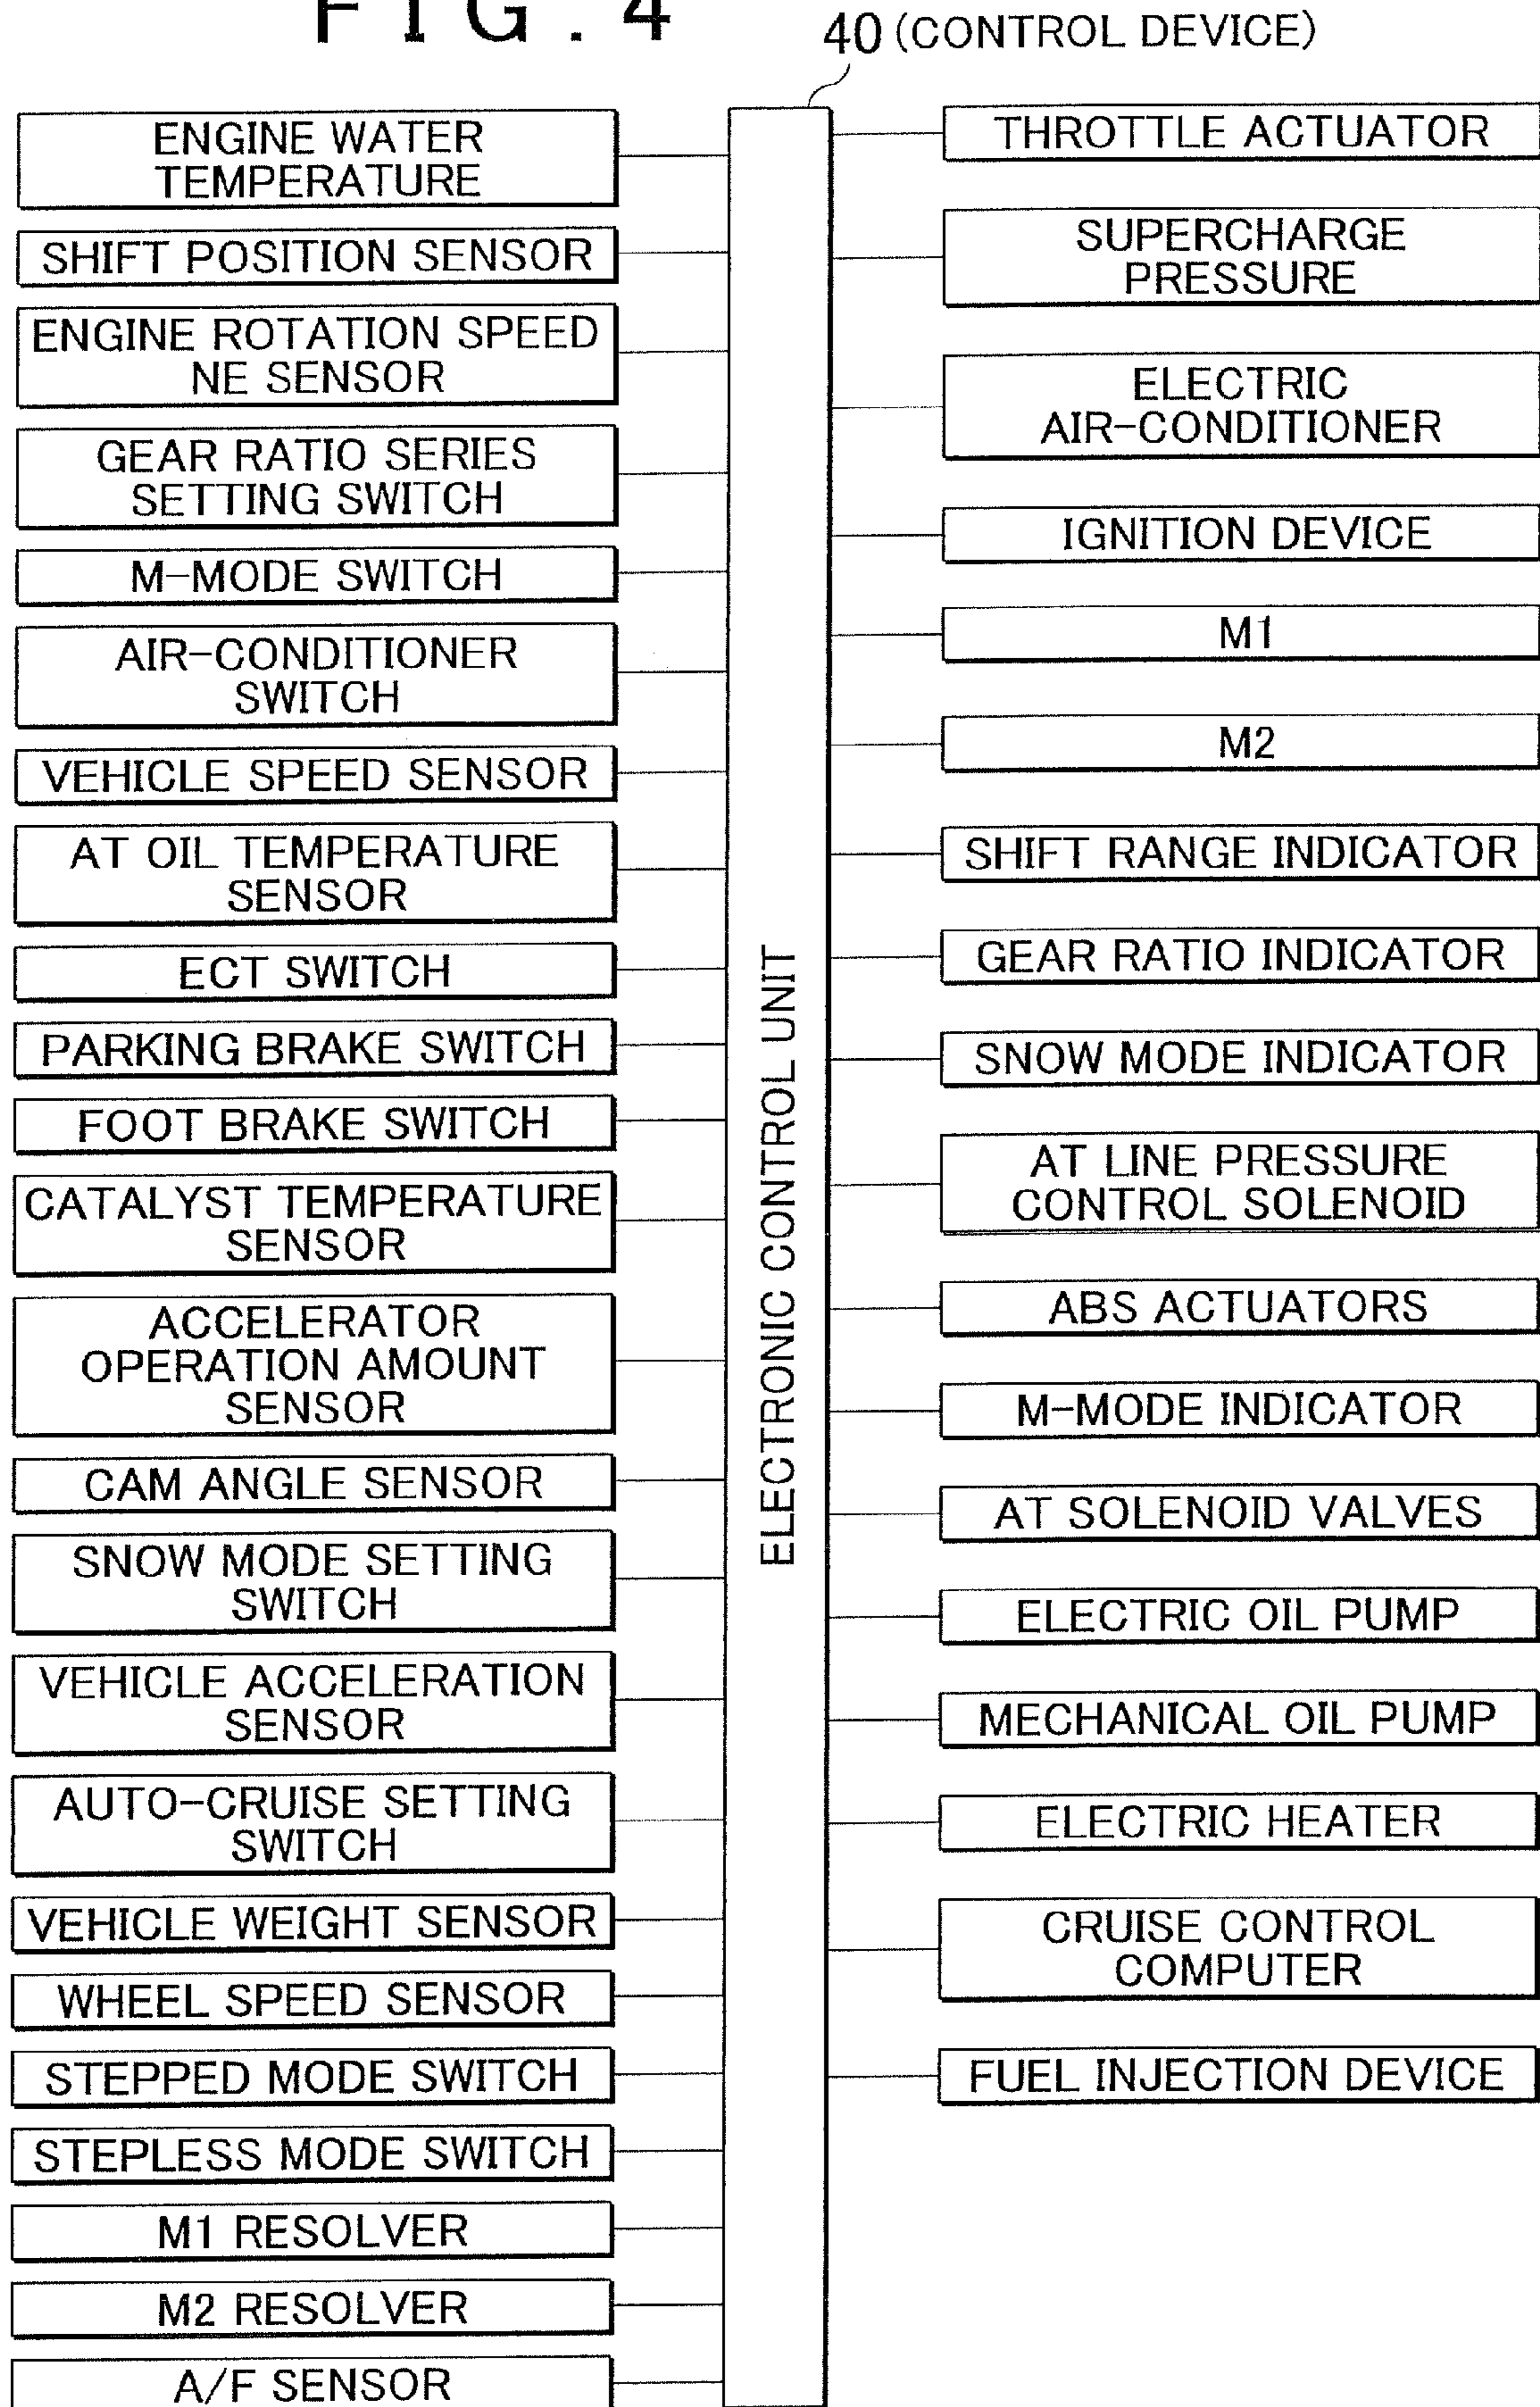 FIG. 4
40 (CONTROL DEVICE)
ENGINE WATER
TEMPERATURE
SHIFT POSITION SENSOR
ENGINE ROTATION SPEED
NE SENSOR
GEAR RATIO SERIES
SETTING SWITCH
M-MODE SWITCH
AIR-CONDITIONER
SWITCH
VEHICLE SPEED SENSOR
AT OIL TEMPERATURE
SENSOR
ECT SWITCH
PARKING BRAKE SWITCH
FOOT BRAKE SWITCH
CATALYST TEMPERATURE
SENSOR
ACCELERATOR
OPERATION AMOUNT
SENSOR
CAM ANGLE SENSOR
SNOW MODE SETTING
SWITCH
VEHICLE ACCELERATION
SENSOR
AUTO-CRUISE SETTING
SWITCH
VEHICLE WEIGHT SENSOR
WHEEL SPEED SENSOR
STEPPED MODE SWITCH
STEPLESS MODE SWITCH
M1 RESOLVER
M2 RESOLVER
A/F SENSOR
ELECTRONIC CONTROL UNIT
THROTTLE ACTUATOR
SUPERCHARGE
PRESSURE
ELECTRIC
AIR-CONDITIONER
IGNITION DEVICE
M1
M2
SHIFT RANGE INDICATOR
GEAR RATIO INDICATOR
SNOW MODE INDICATOR
AT LINE PRESSURE
CONTROL SOLENOID
ABS ACTUATORS
M-MODE INDICATOR
AT SOLENOID VALVES
ELECTRIC OIL PUMP
MECHANICAL OIL PUMP
ELECTRIC HEATER
CRUISE CONTROL
COMPUTER
FUEL INJECTION DEVICE